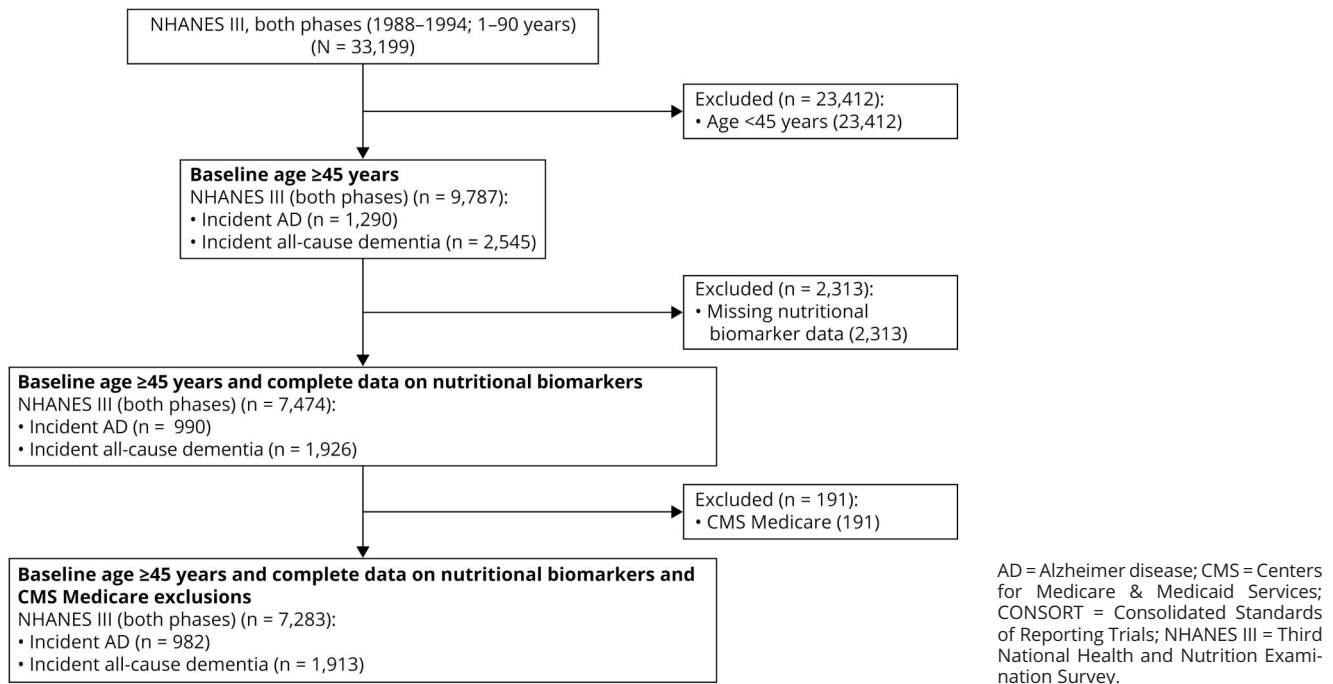 NHANES III, both phases (1988–1994; 1–90 years)
(N = 33,199)
Excluded (n = 23,412):
• Age <45 years (23,412)
Baseline age ≥45 years
NHANES III (both phases) (n = 9,787):
• Incident AD (n = 1,290)
• Incident all-cause dementia (n = 2,545)
Excluded (n = 2,313):
• Missing nutritional
biomarker data (2,313)
Baseline age ≥45 years and complete data on nutritional biomarkers
NHANES III (both phases) (n = 7,474):
• Incident AD (n = 990)
• Incident all-cause dementia (n = 1,926)
Excluded (n = 191):
• CMS Medicare (191)
Baseline age ≥45 years and complete data on nutritional biomarkers and
CMS Medicare exclusions
NHANES III (both phases) (n = 7,283):
• Incident AD (n = 982)
• Incident all-cause dementia (n = 1,913)
AD = Alzheimer disease; CMS = Centers
for Medicare & Medicaid Services;
CONSORT = Consolidated Standards
of Reporting Trials; NHANES III = Third
National Health and Nutrition Exami-
nation Survey.